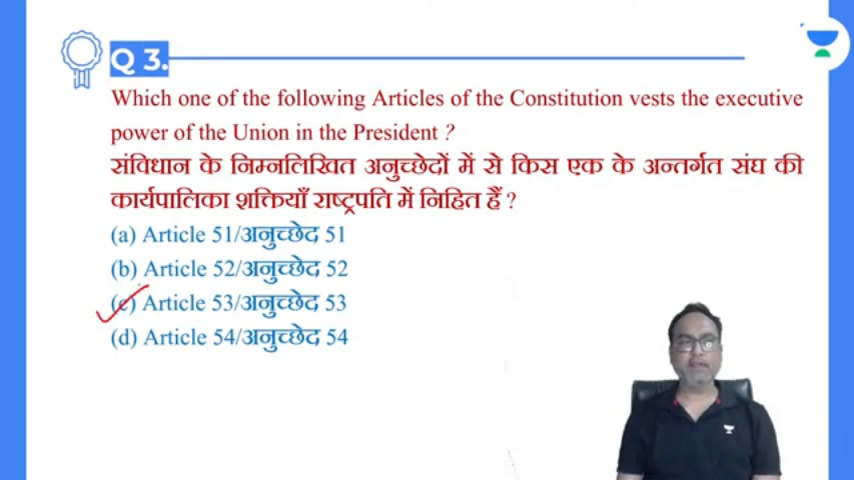 Q 3.
Which one of the following Articles of the Constitution vests the executive
power of the Union in the President ?
संविधान के निम्नलिखित अनुच्छेदों में से किस एक के अन्तर्गत संघ की
कार्यपालिका शक्तियाँ राष्ट्रपति में निहित हैं ?
(a) Article 51/अनुच्छेद 51
(b) Article 52/अनुच्छेद 52
(c) Article 53/अनुच्छेद 53
(d) Article 54/अनुच्छेद 54